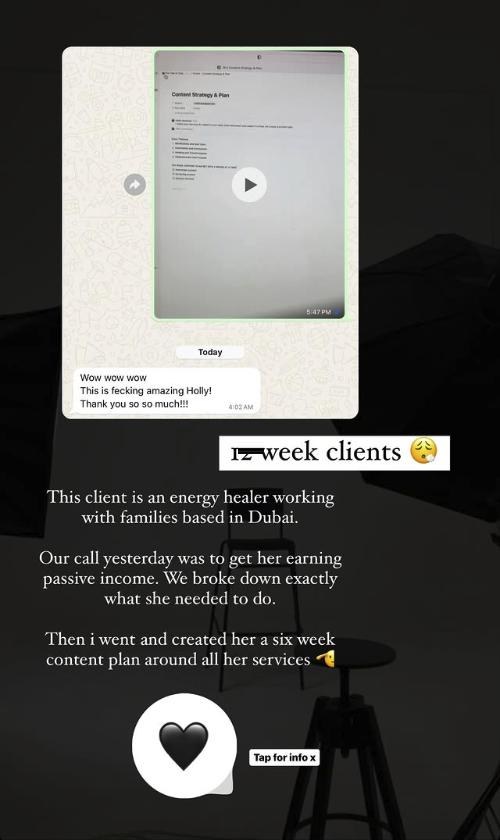 Content Strategy & Plan
5:47 PM
Today
Wow wow wow
This is fecking amazing Holly!
Thank you so so much!!!
4:02 AM
12 week clients
This client is an energy healer working
with families based in Dubai.
Our call yesterday was to get her earning
passive income. We broke down exactly
what she needed to do.
Then i went and created her a six week
content plan around all her services
Tap for info x